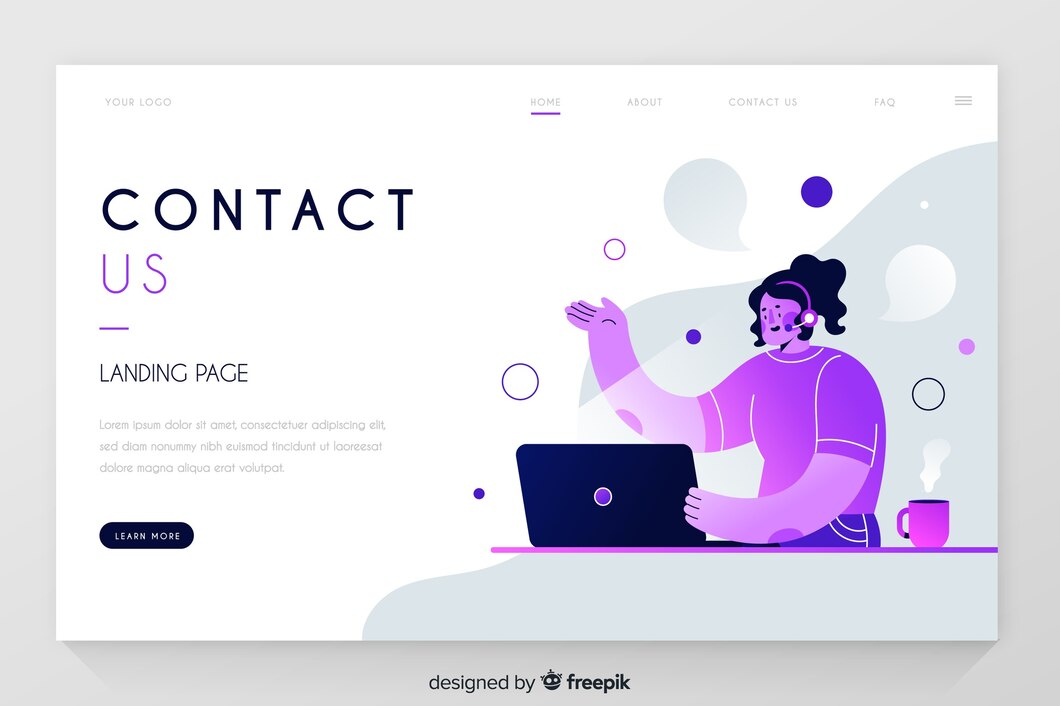 YOUR LOGO
HOME
ABOUT
CONTACT US
FAQ
CONTACT
US
LANDING PAGE
Lorem ipsum dolor sit amet, consectetuer adipiscing elit,
sed diam nonummy nibh euismod tincidunt ut laoreesat
dolore magna aliquam erat volutpat.
LEARN MORE
designed by freepik